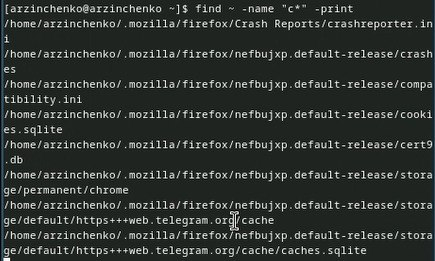 [arzinchenko@arzinchenko ~]$ find ~ -name "c*" -print
/home/arzinchenko/.mozilla/firefox/Crash Reports/crashreporter.in
i
/home/arzinchenko/.mozilla/firefox/nefbujxp.default-release/crash
es
/home/arzinchenko/.mozilla/firefox/nefbujxp.default-release/compa
tibility.ini
/home/arzinchenko/.mozilla/firefox/nefbujxp.default-release/cooki
es.sqlite
/home/arzinchenko/.mozilla/firefox/nefbujxp.default-release/cert9
.db
/home/arzinchenko/.mozilla/firefox/nefbujxp.default-release/stora
ge/permanent/chrome
/home/arzinchenko/.mozilla/firefox/nefbujxp.default-release/stora
ge/default/https+++web.telegram.org/cache
/home/arzinchenko/.mozilla/firefox/nefbujxp.default-release/stora
ge/default/https+++web.telegram.org/cache/caches.sqlite